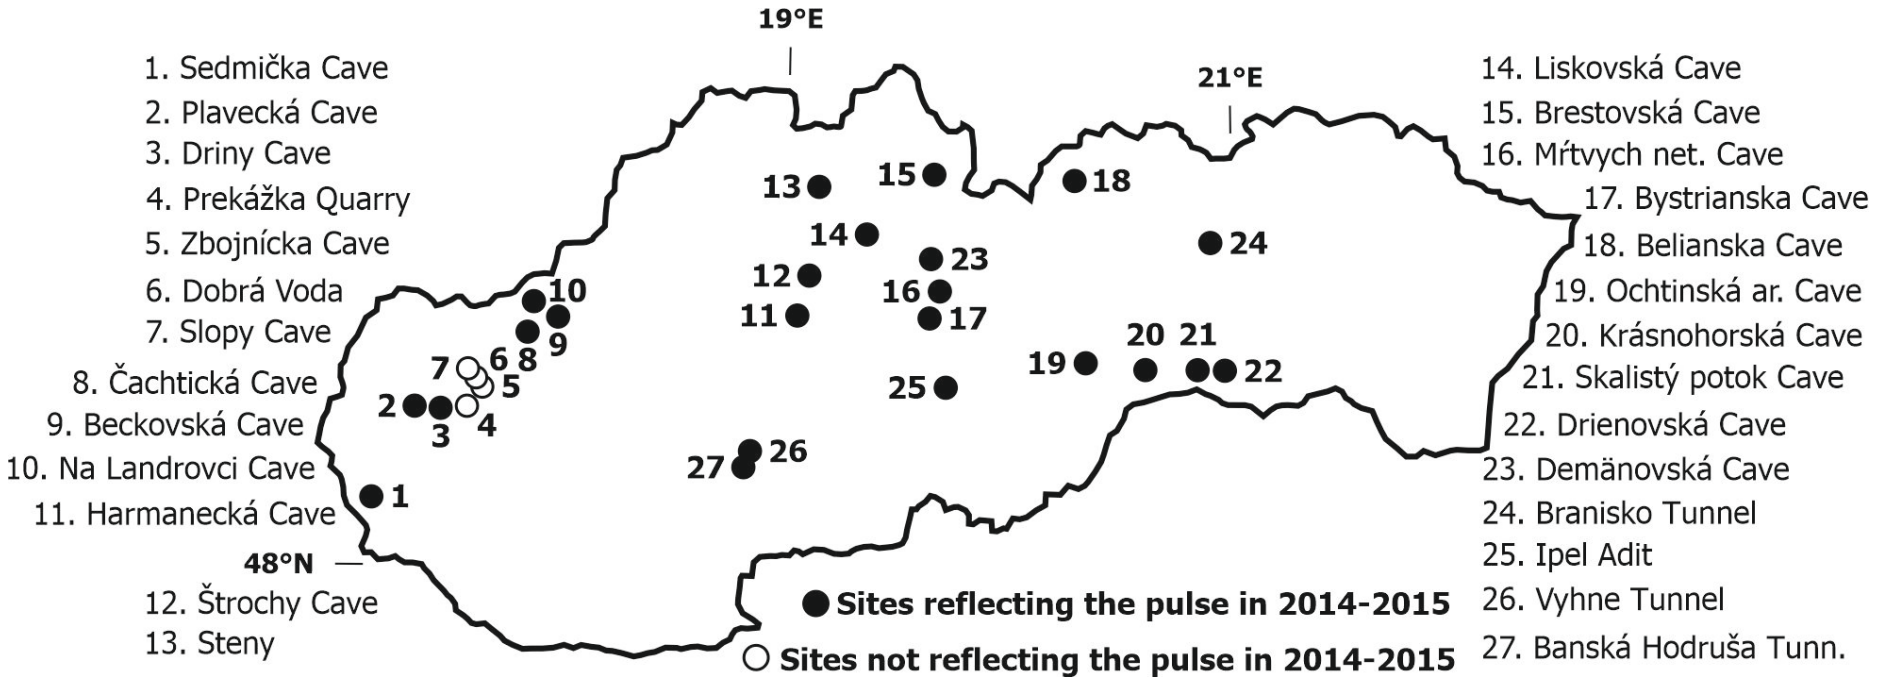 19°E
21°E
1. Sedmička Cave
2. Plavecká Cave
3. Driny Cave
4. Prekážka Quarry
5. Zbojnícka Cave
6. Dobrá Voda
7. Slopy Cave
8. Čachtická Cave
9. Beckovská Cave
10. Na Landrovci Cave
11. Harmanecká Cave
48°N
12. Štrochy Cave
13. Steny
14. Liskovská Cave
15. Brestovská Cave
16. Mŕtvych net. Cave
17. Bystrianska Cave
18. Belianska Cave
19. Ochtinská ar. Cave
20. Krásnohorská Cave
21. Skalistý potok Cave
22. Drienovská Cave
23. Demänovská Cave
24. Branisko Tunnel
25. Ipel Adit
26. Vyhne Tunnel
27. Banská Hodruša Tunn.
13
15
18
14
23
24
12
16
10
11
17
9
8
20
21
7
6
5
19
22
2
3
4
25
26
27
1
Sites reflecting the pulse in 2014-2015
Sites not reflecting the pulse in 2014-2015